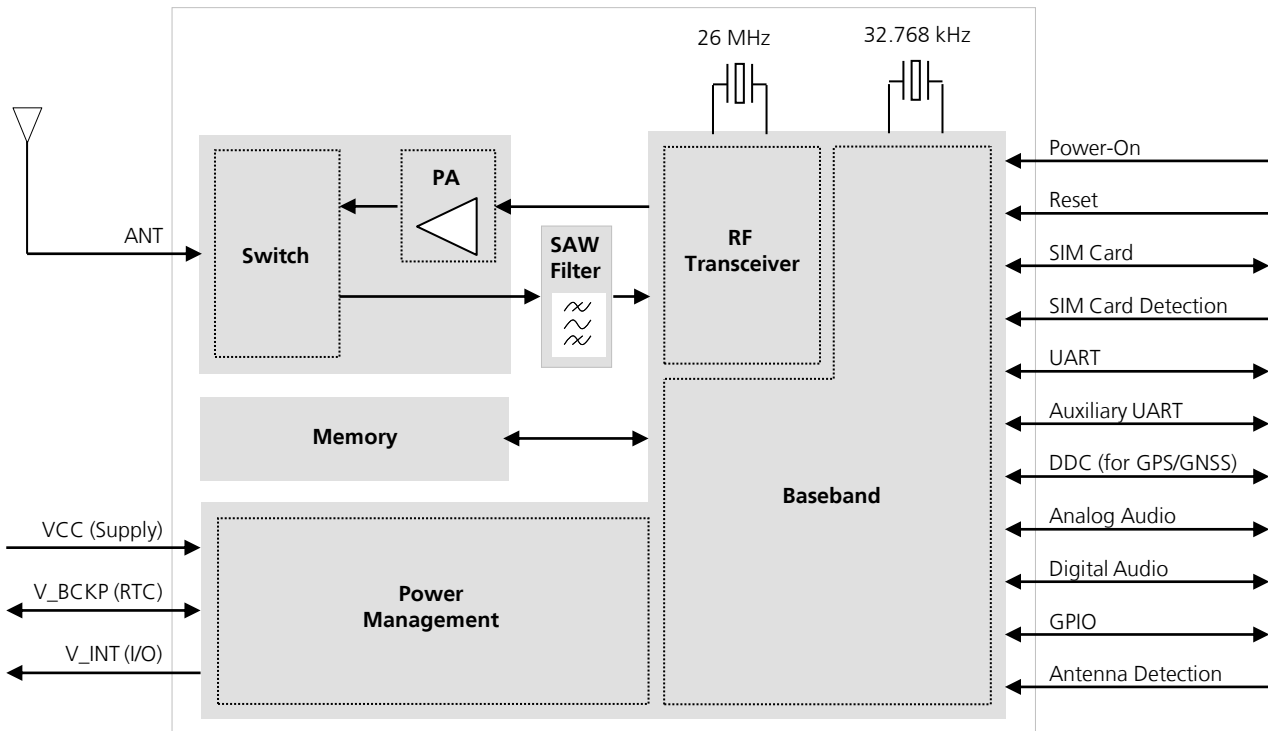 26 MHz
32.768 kHz
ANT
Switch
PA
SAW
Filter
RF
Transceiver
Memory
Baseband
VCC (Supply)
V_BCKP (RTC)
V_INT (I/O)
Power
Management
Power-On
Reset
SIM Card
SIM Card Detection
UART
Auxiliary UART
DDC (for GPS/GNSS)
Analog Audio
Digital Audio
GPIO
Antenna Detection